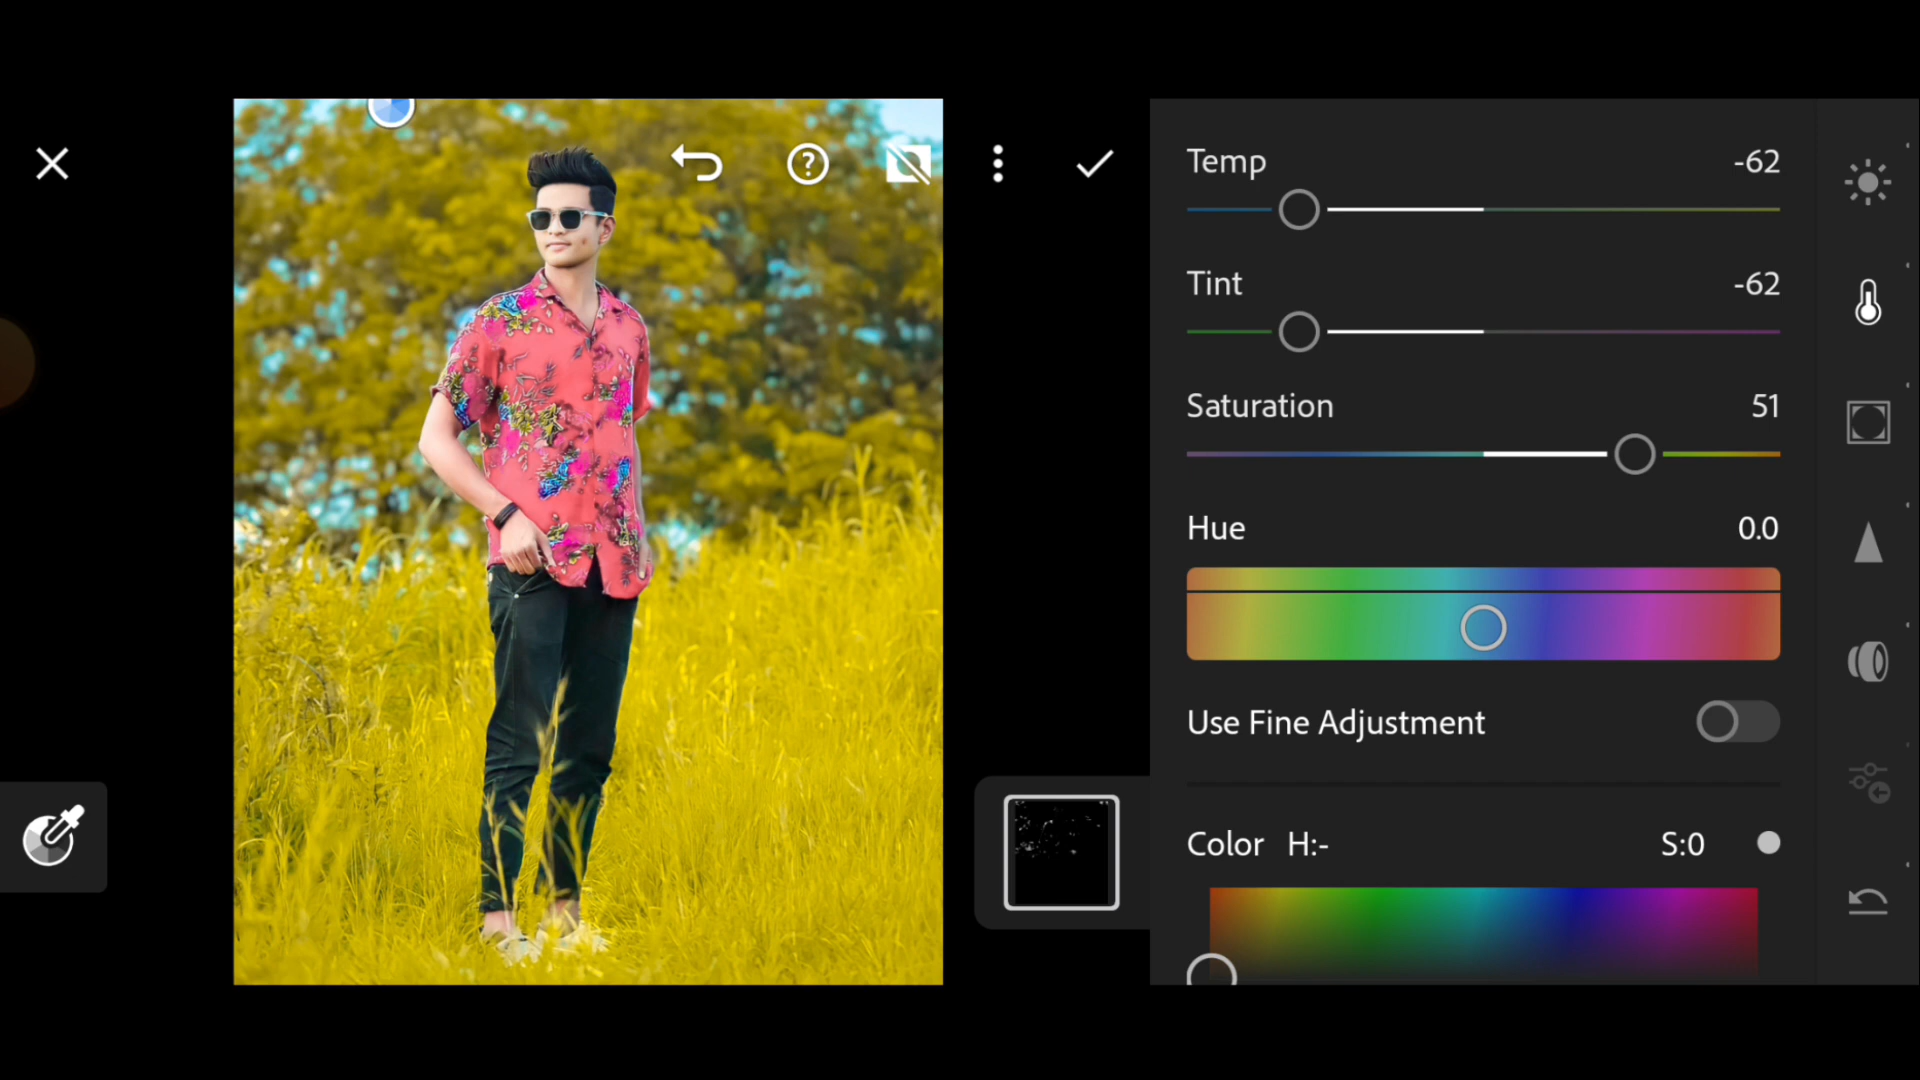 Temp -62
Tint -62
Saturation 51
Hue 0.0
Use Fine Adjustment
Color H:- S:0